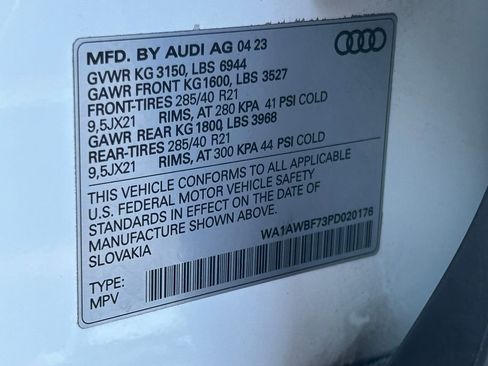 MFD. BY AUDI AG 04 23
GVWR KG 3150, LBS 6944
GAWR FRONT KG1600, LBS 3527
FRONT-TIRES 285/40 R21
9,5JX21 RIMS, AT 280 KPA 41 PSI COLD
GAWR REAR KG 1800, LBS 3968
REAR-TIRES 285/40 R21
9,5JX21 RIMS, AT 300 KPA 44 PSI COLD
THIS VEHICLE CONFORMS TO ALL APPLICABLE
U.S. FEDERAL MOTOR VEHICLE SAFETY
STANDARDS IN EFFECT ON THE DATE OF
MANUFACTURE SHOWN ABOVE.
SLOVAKIA
WA1AWBF73PD020176
TYPE:
MPV